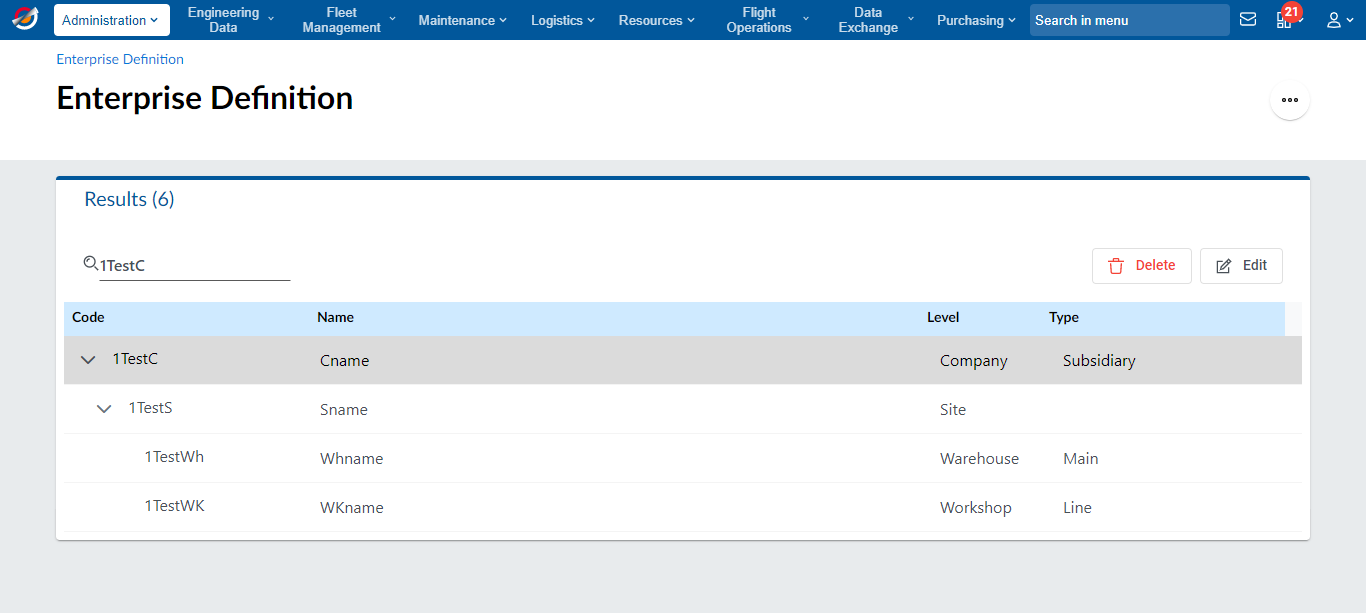 Administration
Engineering
Data
Fleet
Management
Maintenance
Logistics
Resources
Flight
Operations
Data
Exchange
Purchasing
Search in menu
21
Enterprise Definition
Enterprise Definition
Results (6)
1TestC
Delete
Edit
Code Name Level Type
1TestC Cname Company Subsidiary
1TestS Sname Site
1TestWh Whname Warehouse Main
1TestWK WKname Workshop Line